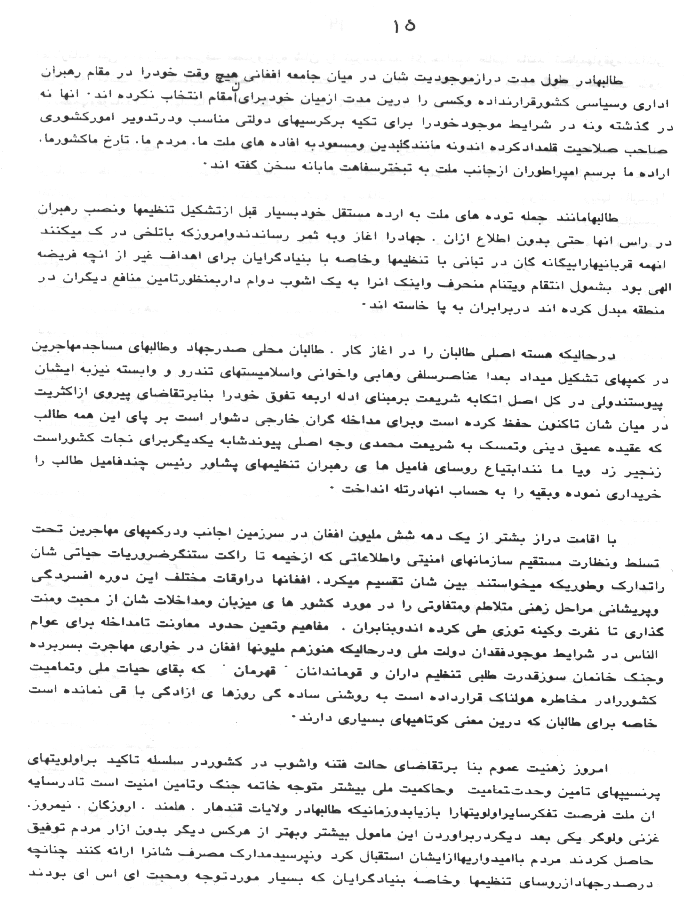 ١٥
طالبهادر طول مدت درازموجودیت شان در میان جامعه افغانی هیچ وقت خودرا در مقام رهبران
اداری وسیاسی کشورقرارنداده وکسی را درین مدت ازمیان خودبرای آن مقام انتخاب نکرده اند۰ انها نه
در گذشته ونه در شرایط موجودخودرا برای تکیه برکرسیهای دولتی مناسب ودرتدویر امورکشوری
صاحب صلاحیت قلمدادکرده اندونه مانندگلبدین ومسعودبه افاده های ملت ما، مردم ما، تارخ ماکشورما،
اراده ما برسم امپراطوران ازجانب ملت به تبخترسفاهت مابانه سخن گفته اند۰
طالبهامانند جمله توده های ملت به ارده مستقل خودبسیار قبل ازتشکیل تنظیمها ونصب رهبران
در راس انها حتی بدون اطلاع ازان . جهادرا اغاز وبه ثمر رساندندوامروزکه باتلخی در ک میکنند
انهمه قربانیهارابیگانه گان در تبانی با تنظیمها وخاصه با بنیادگرایان برای اهداف غیر از انچه فریضه
الهی بود بشمول انتقام ویتنام منحرف واینک انرا به یک اشوب دوام داربمنظورتامین منافع دیگران در
منطقه مبدل کرده اند دربرابران به پا خاسته اند۰
درحالیکه هسته اصلی طالبان را در اغاز کار . طالبان محلی صدرجهاد وطالبهای مساجدمهاجرین
در کمپهای تشکیل میداد بعدا عناصرسلفی وهابی واخوانی واسلامیستهای تندرو و وابسته نیزبه ایشان
پیوستندولی در کل اصل اتکابه شریعت برمبنای ادله اربعه تفوق خودرا بنابرتقاضای پیروی ازاکثریت
در میان شان تاکنون حفظ کرده است وبرای مداخله گران خارجی دشوار است بر پای این همه طالب
که عقیده عمیق دینی وتمسک به شریعت محمدی وجه اصلی پیوندشابه یکدیگربرای نجات کشوراست
زنجیر زد ویا ما نندابتیاع روسای فامیل ها ی رهبران تنظیمهای پشاور رئیس چندفامیل طالب را
خریداری نموده وبقیه را به حساب انهادرتله انداخت ۰
با اقامت دراز بشتر از یک دهه شش ملیون افغان در سرزمین اجانب ودرکمپهای مهاجرین تحت
تسلط ونظارت مستقیم سازمانهای امنیتی واطلاعاتی که ازخیمه تا راکت ستنگرضروریات حیاتی شان
راتدارک وطوریکه میخواستند بین شان تقسیم میکرد، افغانها دراوقات مختلف این دوره افسردگی
وپریشانی مراحل زهنی متلاطم ومتفاوتی را در مورد کشور ها ی میزبان ومداخلات شان از محبت ومنت
گذاری تا نفرت وکینه توزی طی کرده اندوبنابران . مفاهیم وتعین حدود معاونت تامداخله برای عوام
الناس در شرایط موجودفقدان دولت ملی ودرحالیکه هنوزهم ملیونها افغان در خواری مهاجرت بسربرده
وجنگ خانمان سوزقدرت طلبی تنظیم داران و قوماندانان " قهرمان " که بقای حیات ملی وتمامیت
کشوررادر مخاطره هولناک قرارداده است به روشنی ساده گی روزها ی ازادگی با قی نمانده است
خاصه برای طالبان که درین معنی کوتاهیهای بسیاری دارند۰
امروز زهنیت عموم بنا برتقاضای حالت فتنه واشوب در کشوردر سلسله تاکید براولویتهای
پرنسیپهای تامین وحدت،تمامیت وحاکمیت ملی بیشتر متوجه خاتمه جنگ وتامین امنیت است تادرسایه
ان ملت فرصت تفکرسایراولویتهارا بازیابدوزمانیکه طالبهادر ولایات قندهار . هلمند . اروزگان . نیمروز.
غزنی ولوگر یکی بعد دیگردربراوردن این مامول بیشتر وبهتر از هرکس دیگر بدون ازار مردم توفیق
حاصل کردند مردم باامیدواریهاازایشان استقبال کرد ونپرسیدمدارک مصرف شانرا ارائه کنند چنانچه
درصدرجهادازروسای تنظیمها وخاصه بنیادگرایان که بسیار موردتوجه ومحبت ای اس ای بودند